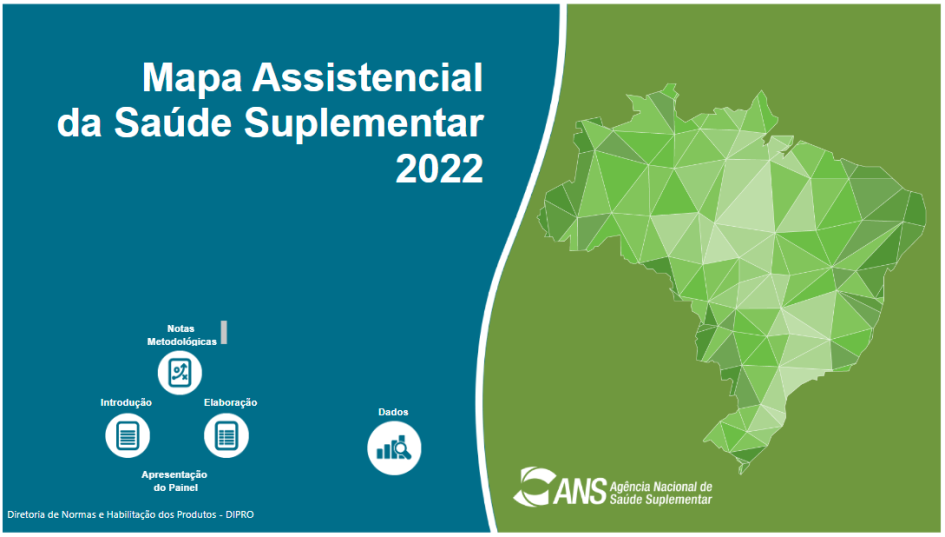 Mapa Assistencial
da Saúde Suplementar
2022
Notas
Metodológicas
Introdução
Elaboração
Dados
Apresentação
do Painel
ANS
Agência Nacional de
Saúde Suplementar
Diretoria de Normas e Habilitação dos Produtos - DIPRO